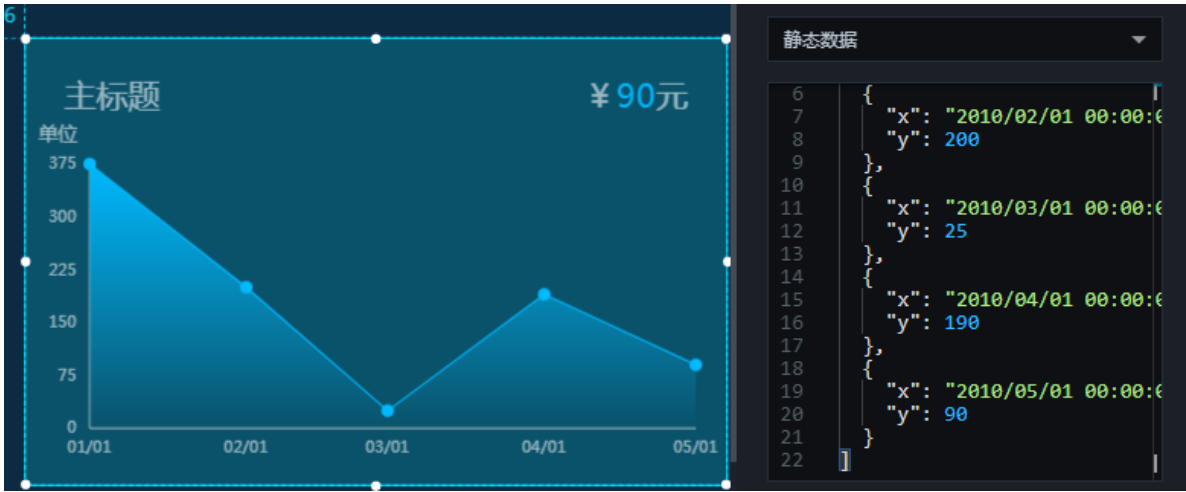 6
主标题
¥ 90元
单位
375
300
225
150
75
0
01/01 02/01 03/01 04/01 05/01
静态数据
6 {
7 "x": "2010/02/01 00:00:0
8 "y": 200
9 },
10 {
11 "x": "2010/03/01 00:00:0
12 "y": 25
13 },
14 {
15 "x": "2010/04/01 00:00:0
16 "y": 190
17 },
18 {
19 "x": "2010/05/01 00:00:0
20 "y": 90
21 }
22 ]